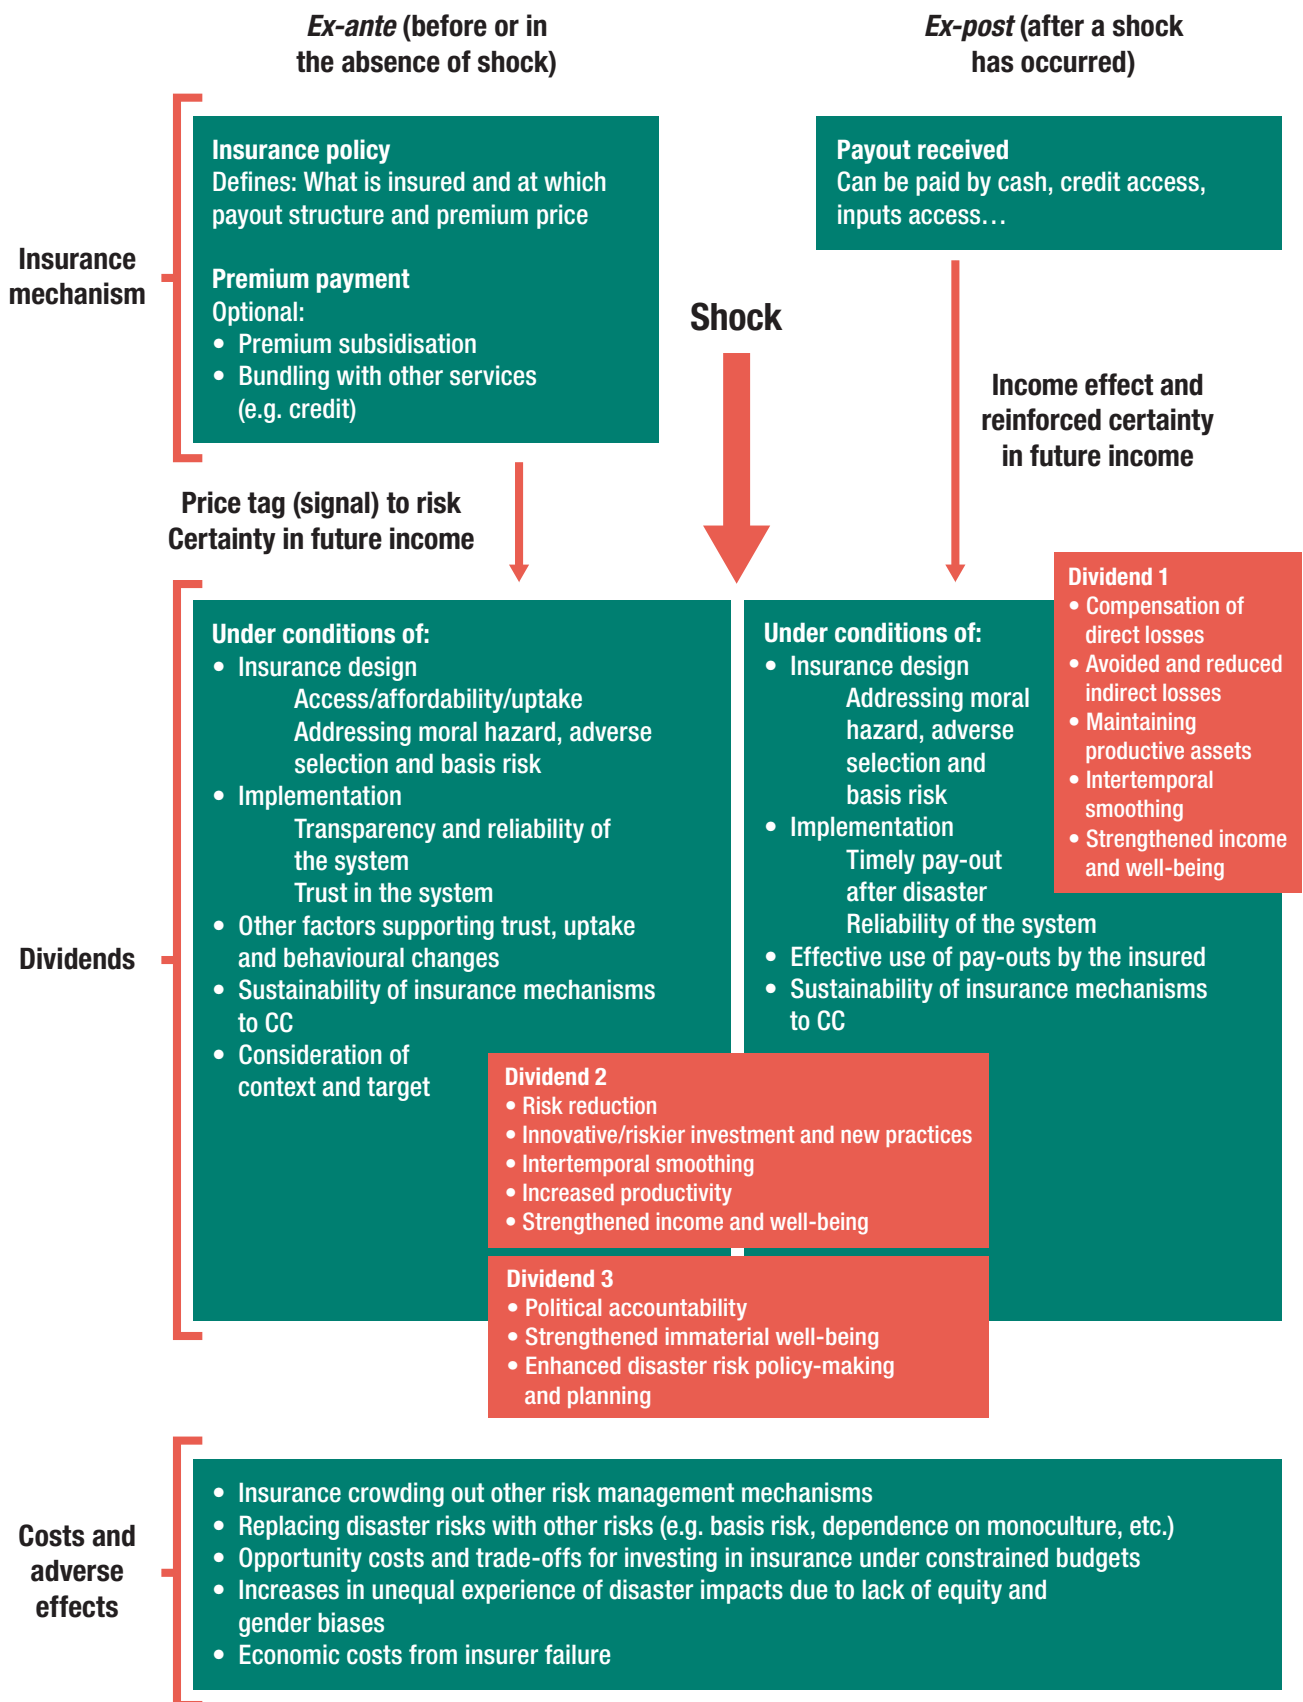 Ex-ante (before or in
the absence of shock)
Ex-post (after a shock
has occurred)
Insurance
mechanism
Insurance policy
Defines: What is insured and at which
payout structure and premium price
Premium payment
Optional:
• Premium subsidisation
• Bundling with other services
(e.g. credit)
Payout received
Can be paid by cash, credit access,
inputs access…
Shock
Price tag (signal) to risk
Certainty in future income
Income effect and
reinforced certainty
in future income
Dividends
Under conditions of:
• Insurance design
Access/affordability/uptake
Addressing moral hazard, adverse
selection and basis risk
• Implementation
Transparency and reliability of
the system
Trust in the system
• Other factors supporting trust, uptake
and behavioural changes
• Sustainability of insurance mechanisms
to CC
• Consideration of
context and target
Under conditions of:
• Insurance design
Addressing moral
hazard, adverse
selection and
basis risk
• Implementation
Timely pay-out
after disaster
Reliability of the system
• Effective use of pay-outs by the insured
• Sustainability of insurance mechanisms
to CC
Dividend 1
• Compensation of
direct losses
• Avoided and reduced
indirect losses
• Maintaining
productive assets
• Intertemporal
smoothing
• Strengthened income
and well-being
Dividend 2
• Risk reduction
• Innovative/riskier investment and new practices
• Intertemporal smoothing
• Increased productivity
• Strengthened income and well-being
Dividend 3
• Political accountability
• Strengthened immaterial well-being
• Enhanced disaster risk policy-making
and planning
Costs and
adverse
effects
• Insurance crowding out other risk management mechanisms
• Replacing disaster risks with other risks (e.g. basis risk, dependence on monoculture, etc.)
• Opportunity costs and trade-offs for investing in insurance under constrained budgets
• Increases in unequal experience of disaster impacts due to lack of equity and
gender biases
• Economic costs from insurer failure